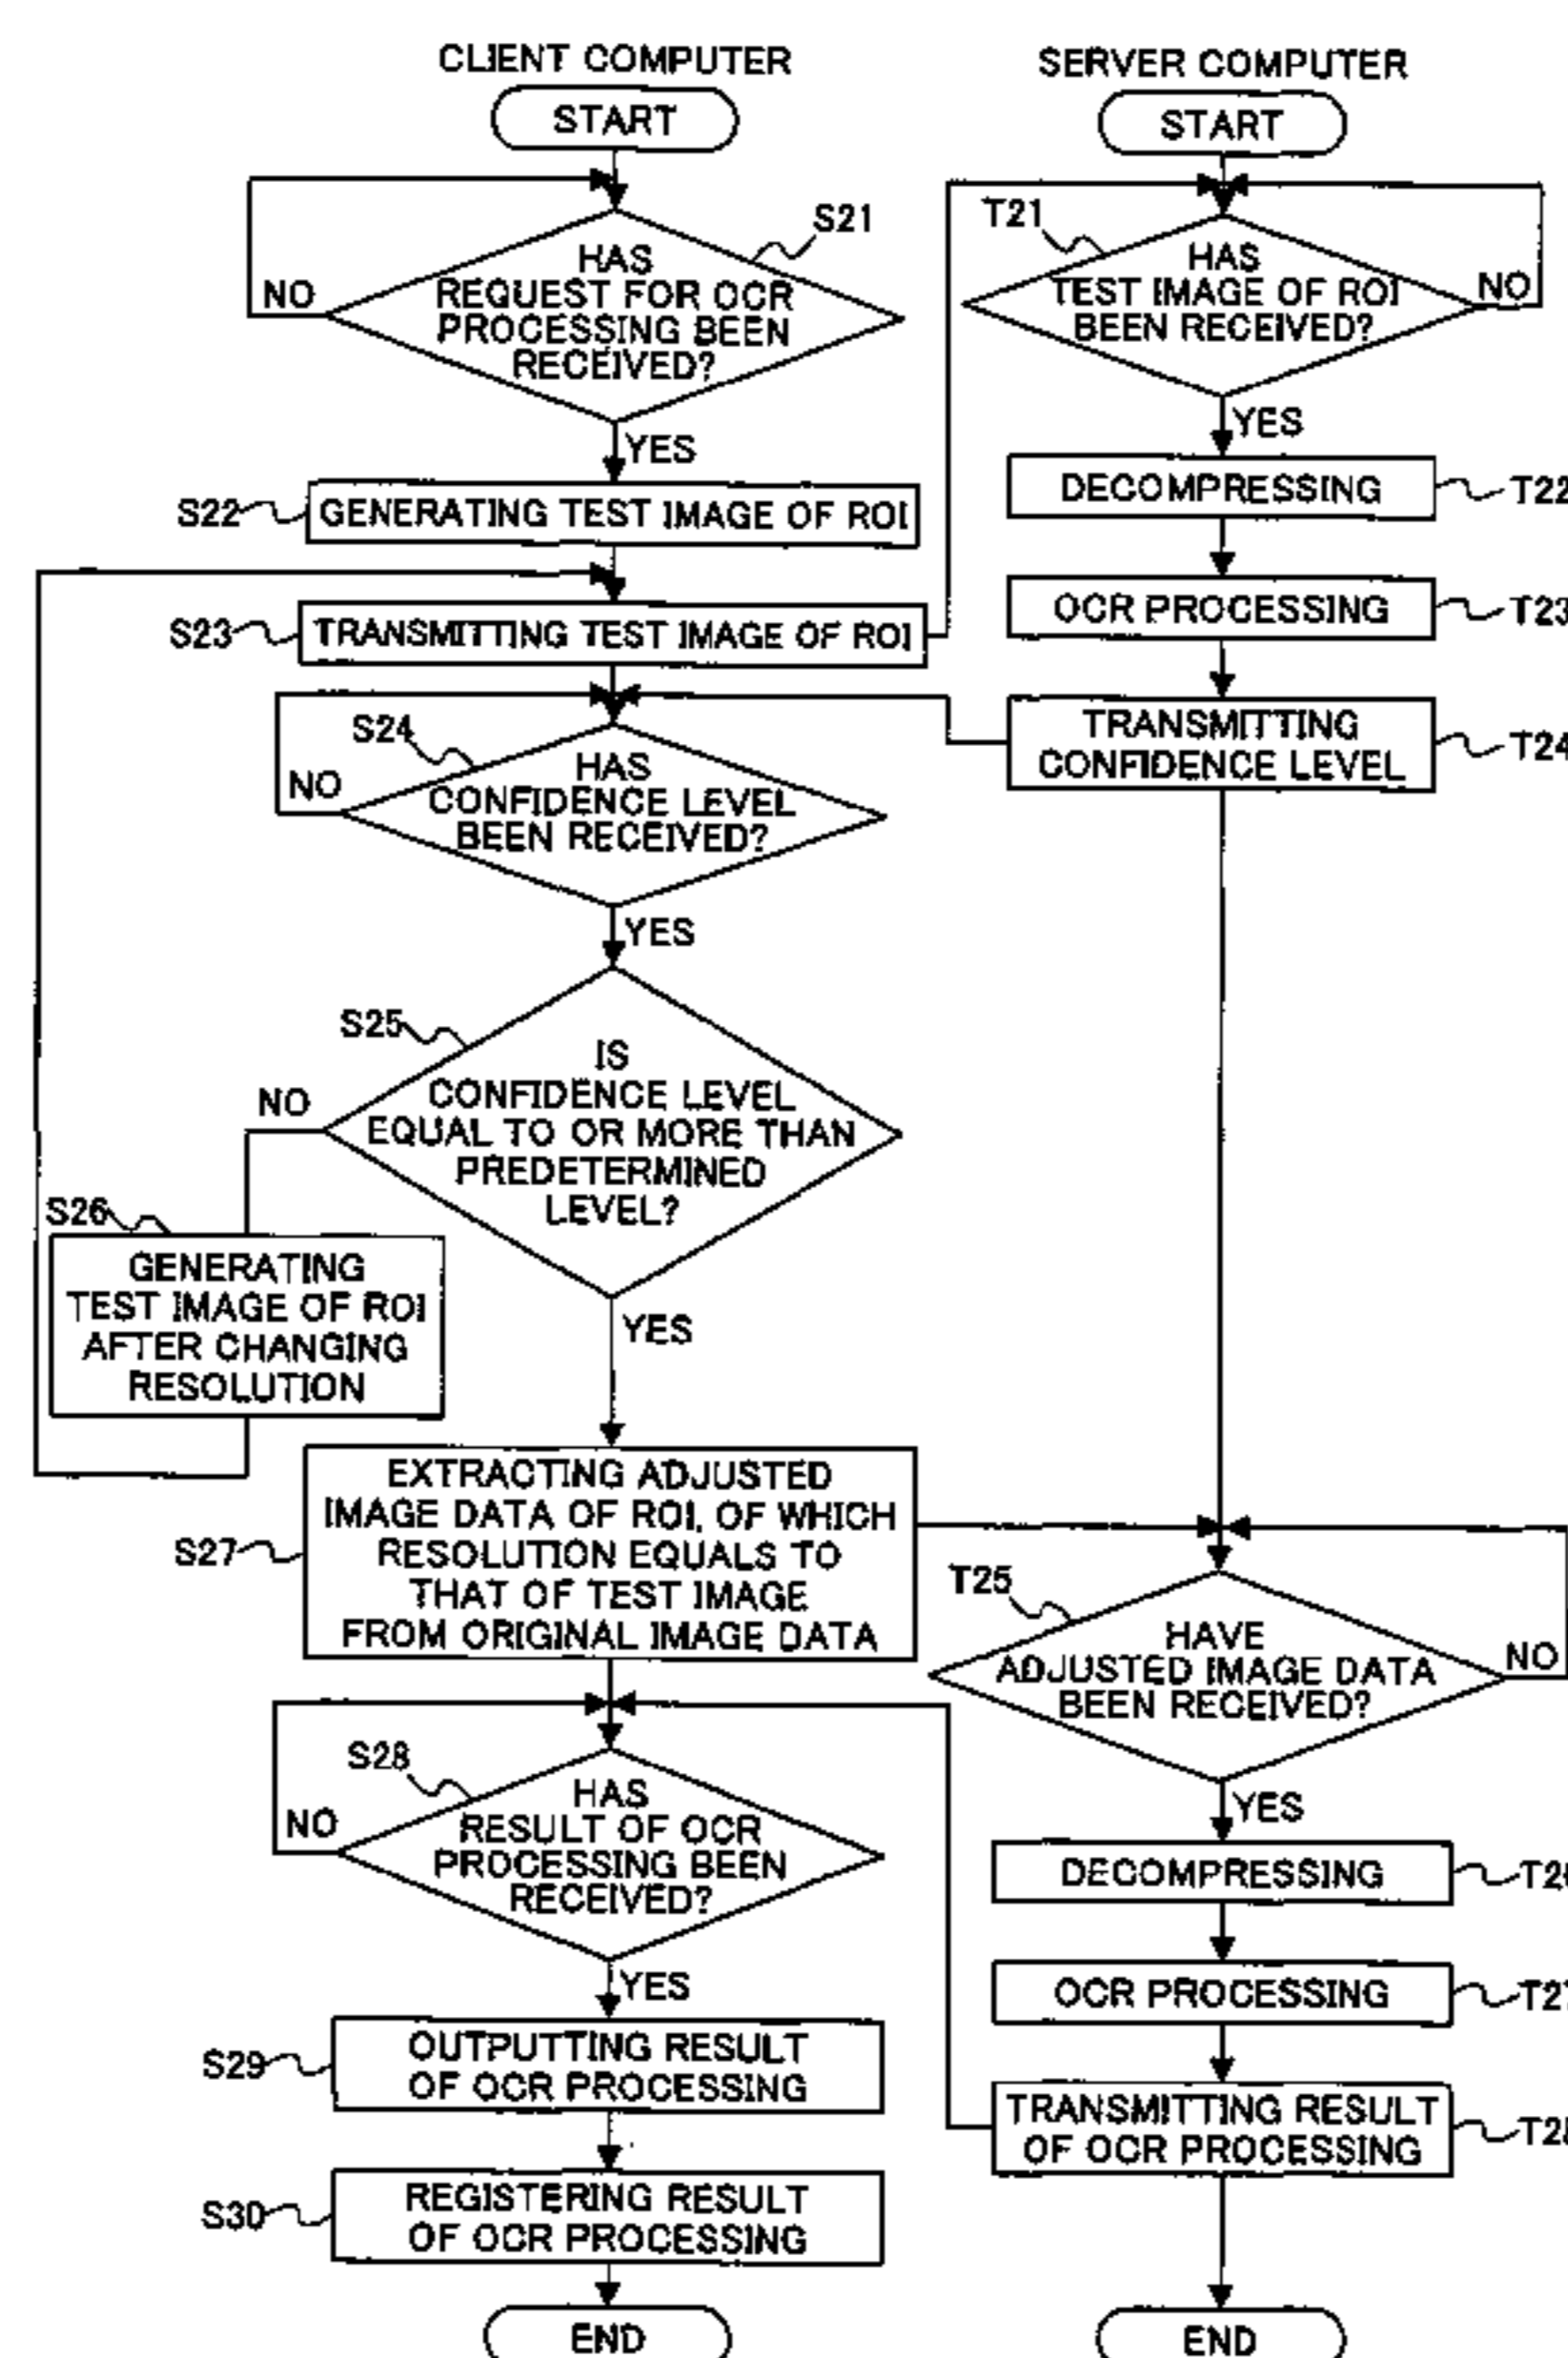 CLIENT COMPUTER
START
S21
HAS
REQUEST FOR OCR
PROCESSING BEEN
RECEIVED?
NO
YES
S22
GENERATING TEST IMAGE OF ROI
S23
TRANSMITTING TEST IMAGE OF ROI
S24
HAS
CONFIDENCE LEVEL
BEEN RECEIVED?
NO
YES
S25
IS
CONFIDENCE LEVEL
EQUAL TO OR MORE THAN
PREDETERMINED
LEVEL?
NO
YES
S26
GENERATING
TEST IMAGE OF ROI
AFTER CHANGING
RESOLUTION
S27
EXTRACTING ADJUSTED
IMAGE DATA OF ROI, OF WHICH
RESOLUTION EQUALS TO
THAT OF TEST IMAGE
FROM ORIGINAL IMAGE DATA
S28
HAS
RESULT OF OCR
PROCESSING BEEN
RECEIVED?
NO
YES
S29
OUTPUTTING RESULT
OF OCR PROCESSING
S30
REGISTERING RESULT
OF OCR PROCESSING
END
SERVER COMPUTER
START
T21
HAS
TEST IMAGE OF ROI
BEEN RECEIVED?
NO
YES
DECOMPRESSING
T22
OCR PROCESSING
T23
TRANSMITTING
CONFIDENCE LEVEL
T24
T25
HAVE
ADJUSTED IMAGE DATA
BEEN RECEIVED?
NO
YES
DECOMPRESSING
OCR PROCESSING
TRANSMITTING RESULT
OF OCR PROCESSING
END